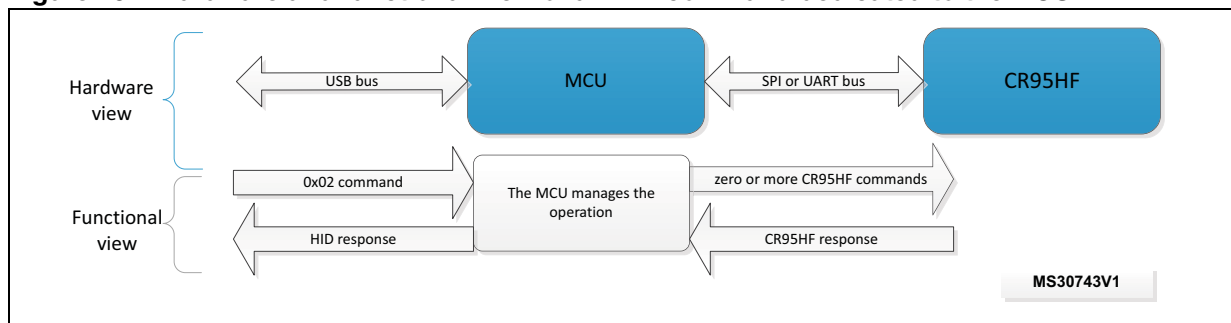 Hardware
view
USB bus
MCU
SPI or UART bus
CR95HF
Functional
view
0x02 command
The MCU manages the
operation
zero or more CR95HF commands
HID response
CR95HF response
MS30743V1